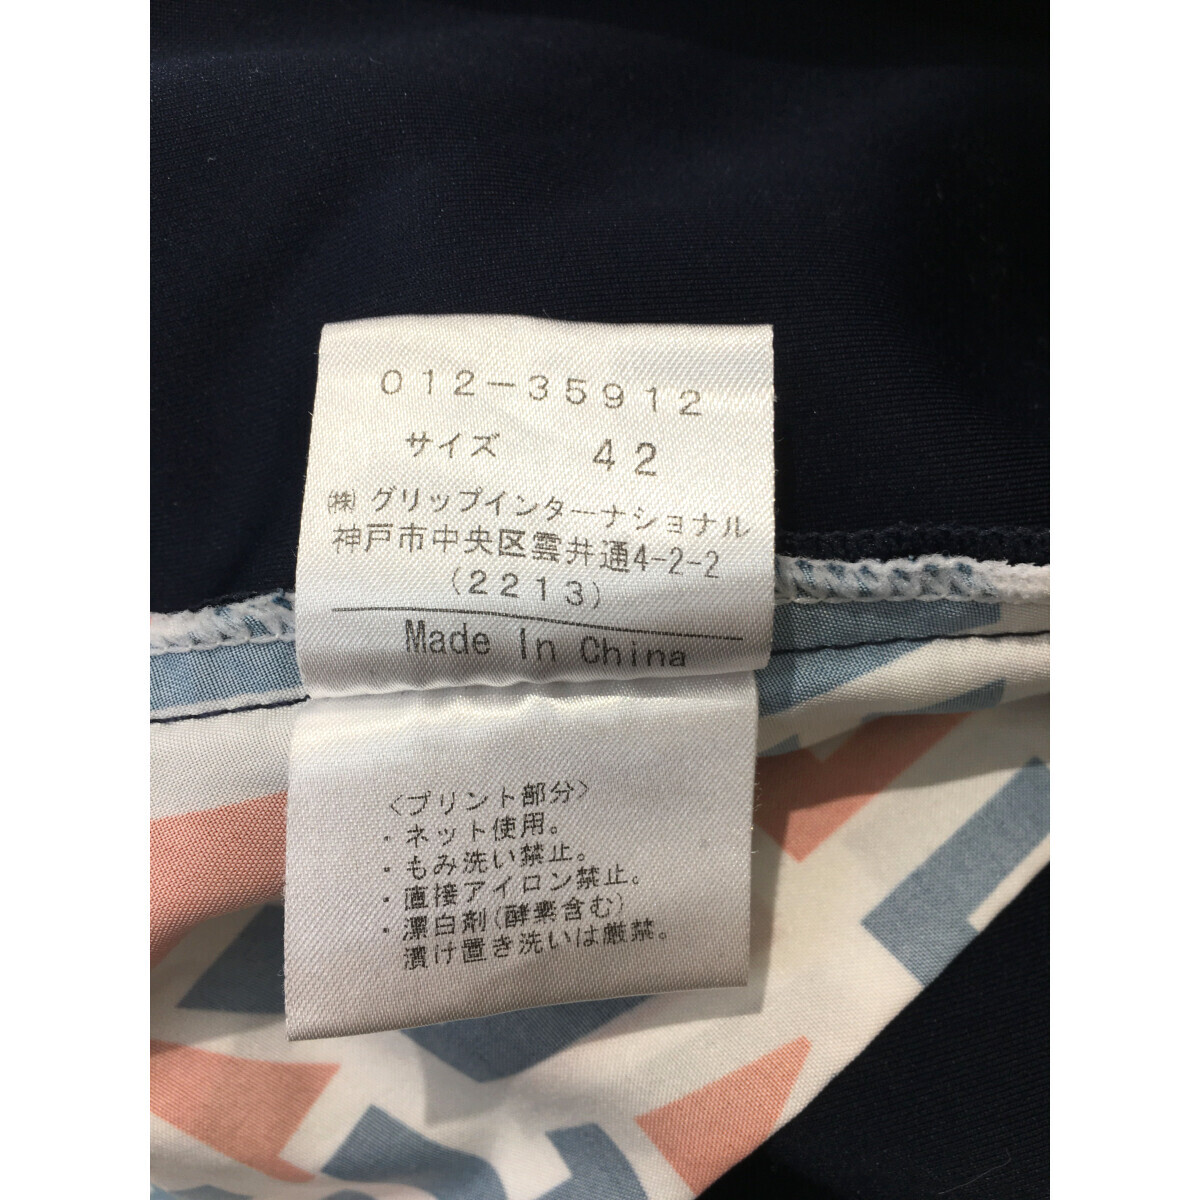 012-35912
サイズ 42
㈱ グリップインターナショナル
神戸市中央区雲井通4-2-2
(2213)
Made In China
<プリント部分>
・ネット使用。
・もみ洗い禁止。
・直接アイロン禁止。
・漂白剤(酵素含む)
漬け置き洗いは厳禁。